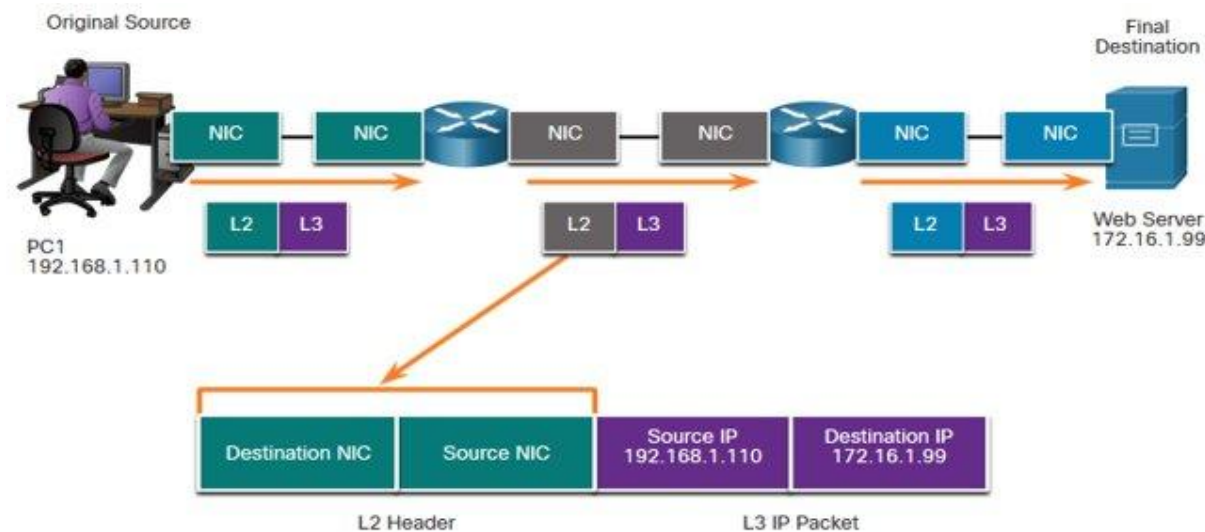 Original Source
Final
Destination
NIC
NIC
NIC
NIC
NIC
NIC
L2
L3
L2
L3
L2
L3
PC1
192.168.1.110
Web Server
172.16.1.99
Destination NIC
Source NIC
Source IP
192.168.1.110
Destination IP
172.16.1.99
L2 Header
L3 IP Packet